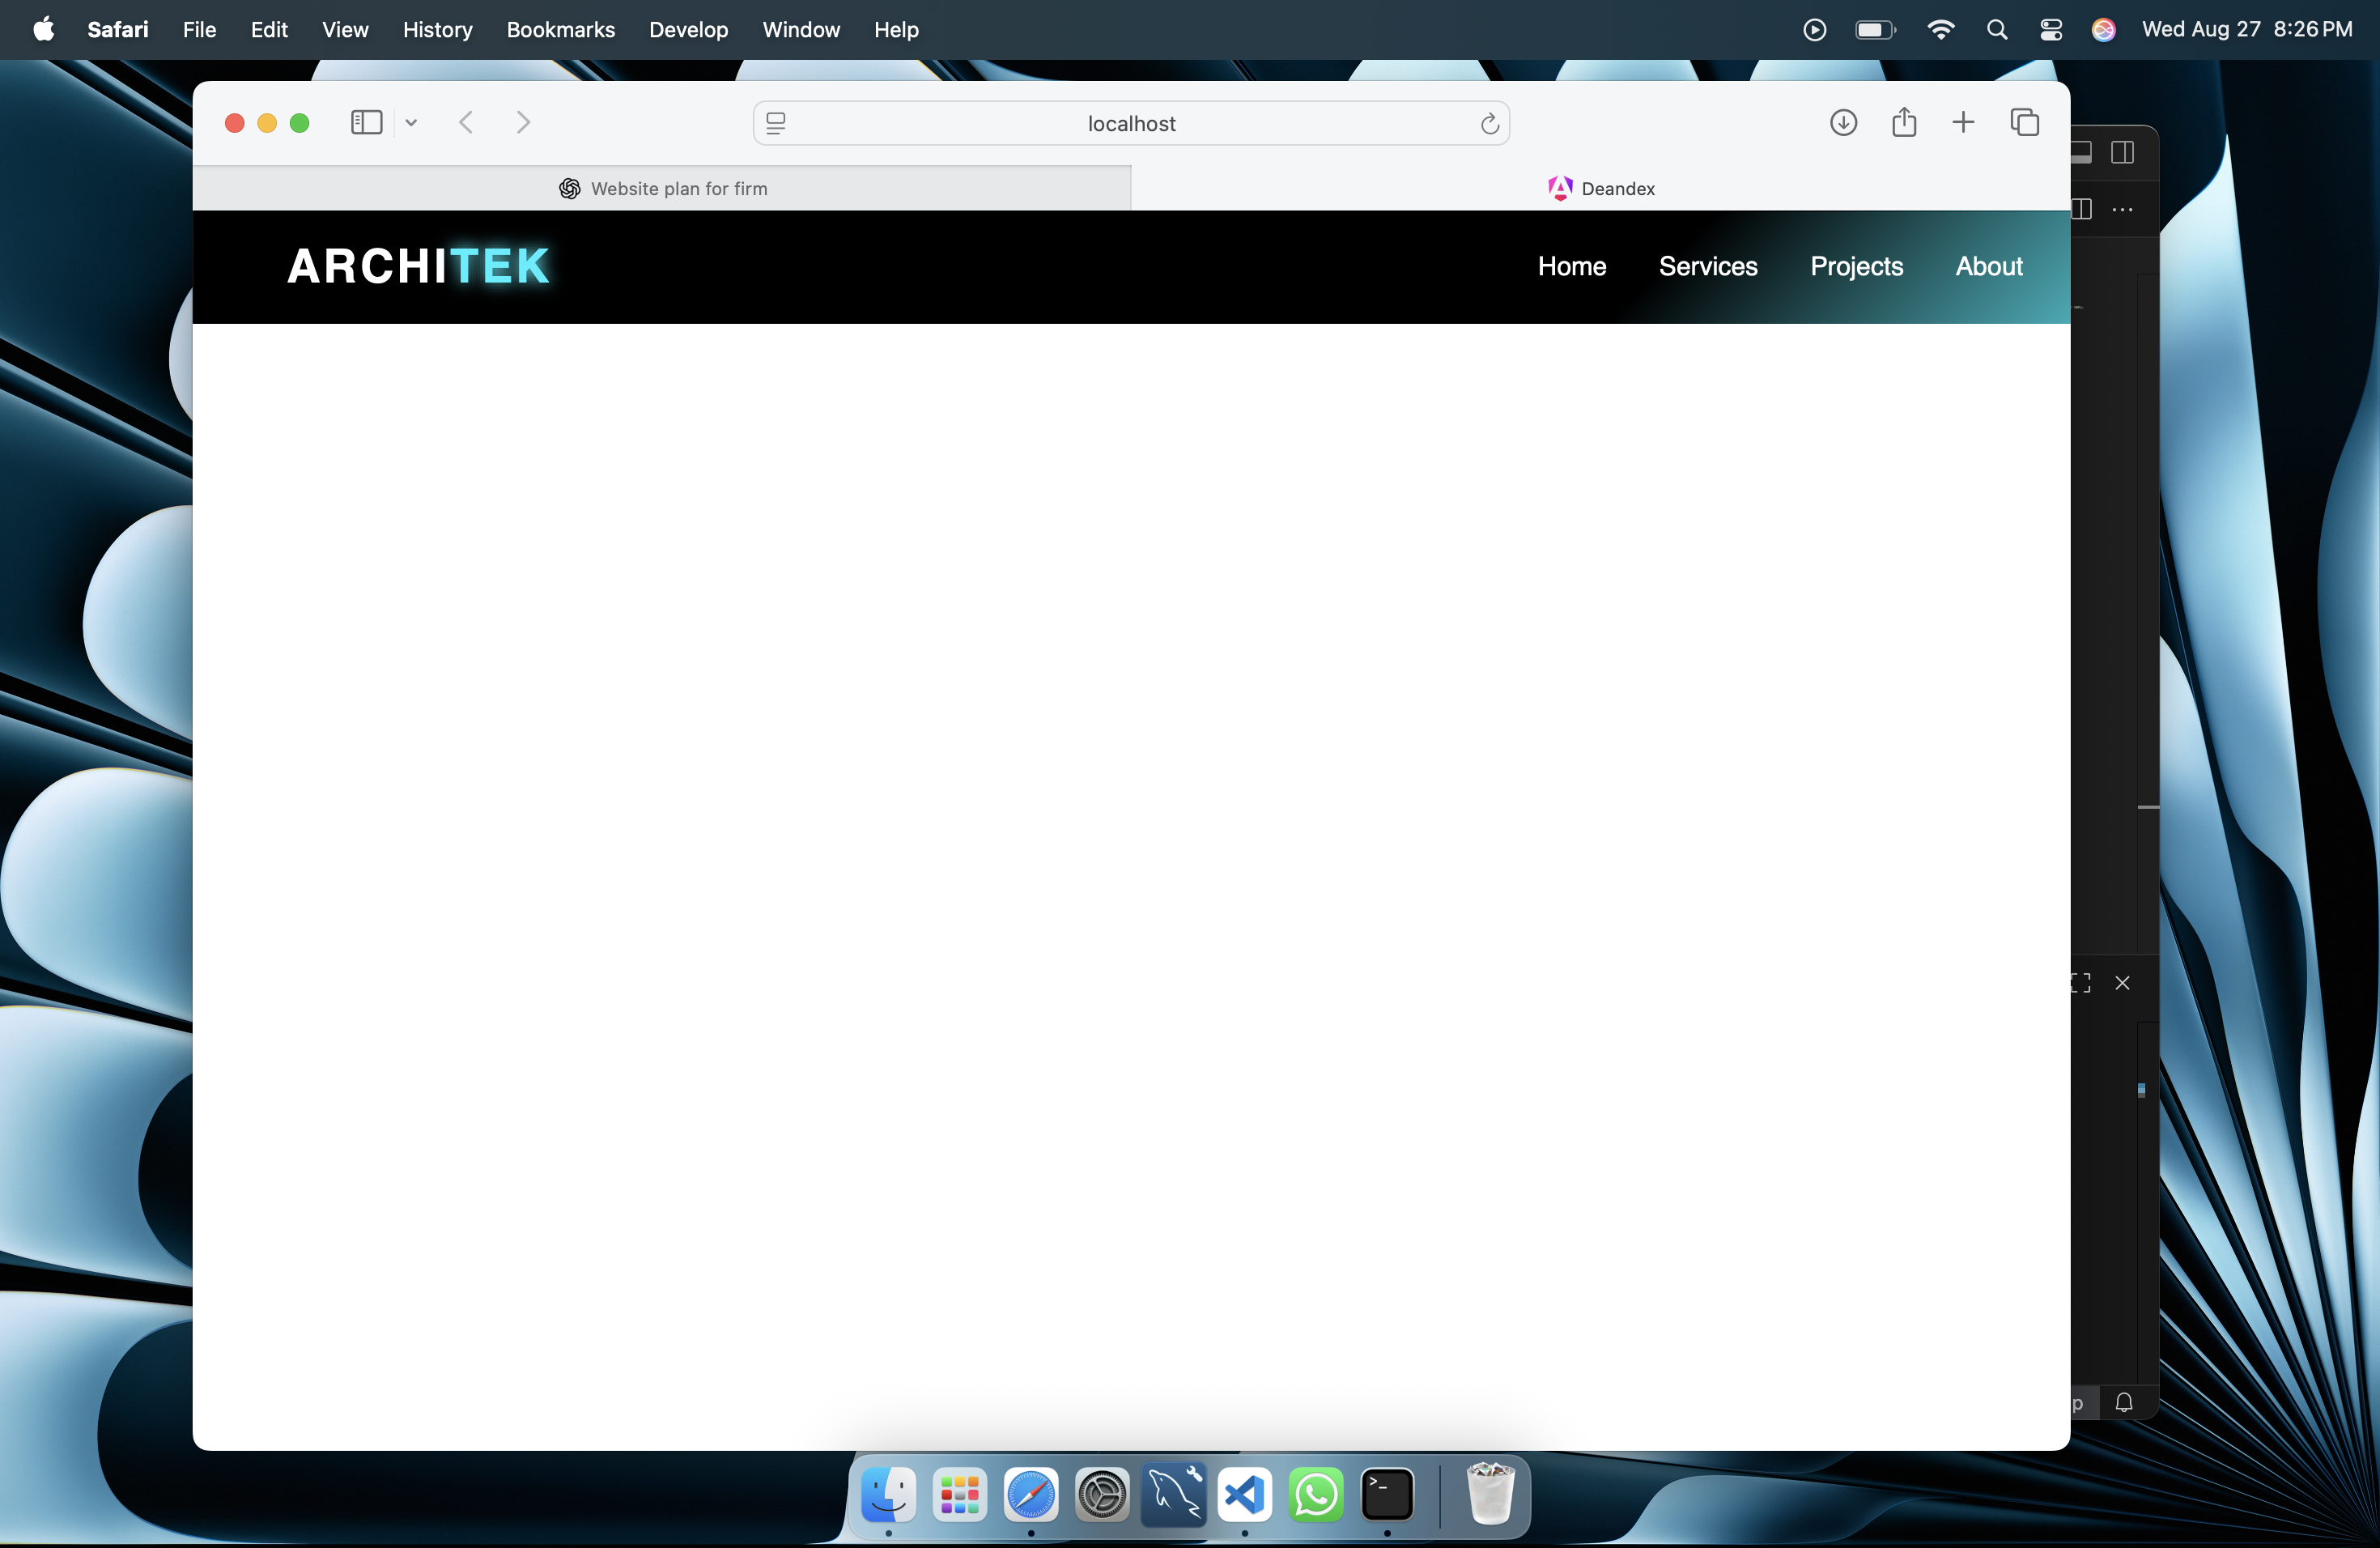 Safari File Edit View History Bookmarks Develop Window Help Wed Aug 27 8:26 PM
localhost
Website plan for firm Deandex
ARCHITEK Home Services Projects About
p
>_